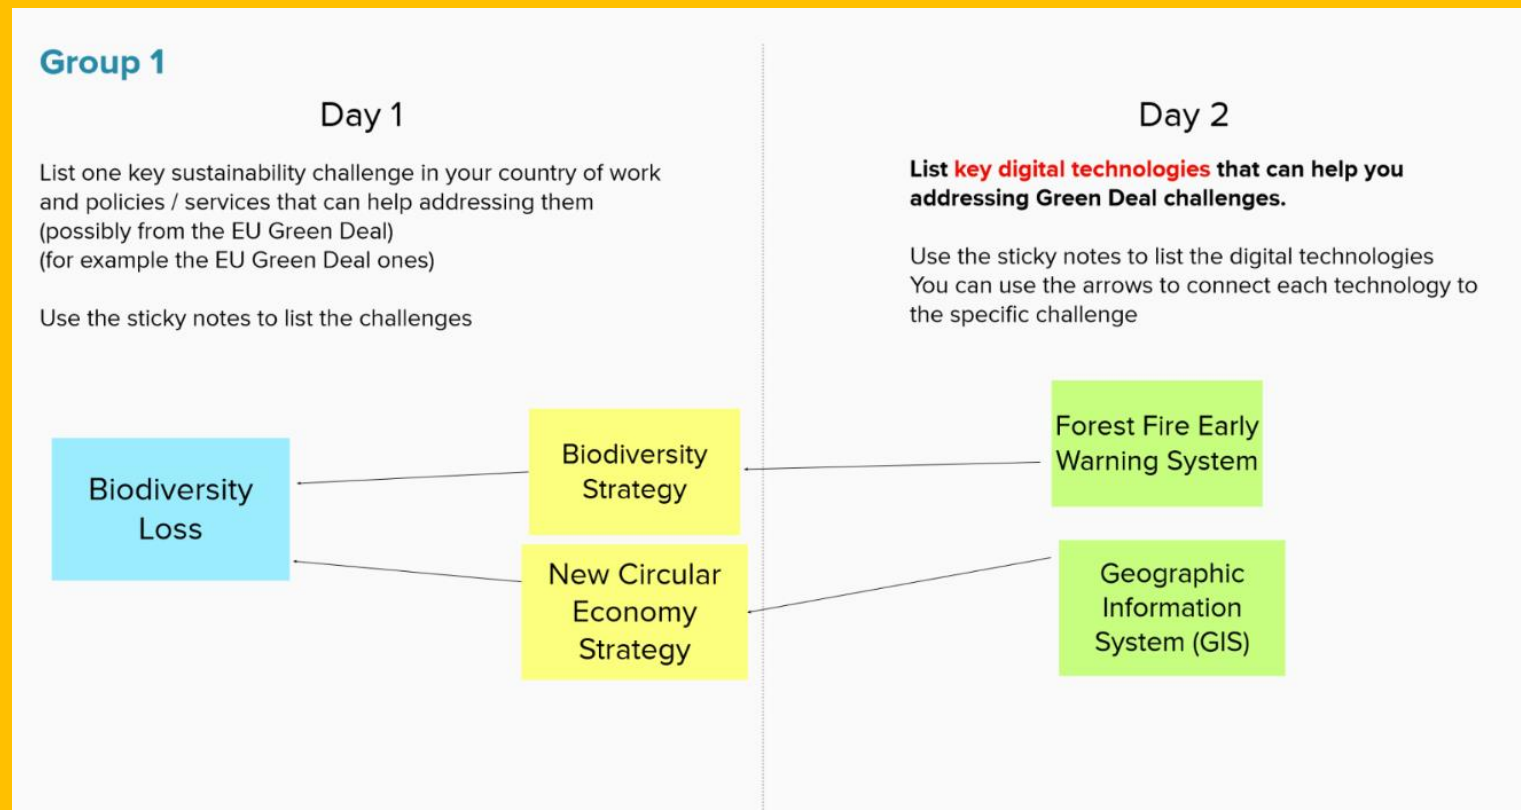 Group 1
Day 1
List one key sustainability challenge in your country of work
and policies / services that can help addressing them
(possibly from the EU Green Deal)
(for example the EU Green Deal ones)
Use the sticky notes to list the challenges
Biodiversity
Loss
Biodiversity
Strategy
New Circular
Economy
Strategy
Day 2
List key digital technologies that can help you
addressing Green Deal challenges.
Use the sticky notes to list the digital technologies
You can use the arrows to connect each technology to
the specific challenge
Forest Fire Early
Warning System
Geographic
Information
System (GIS)